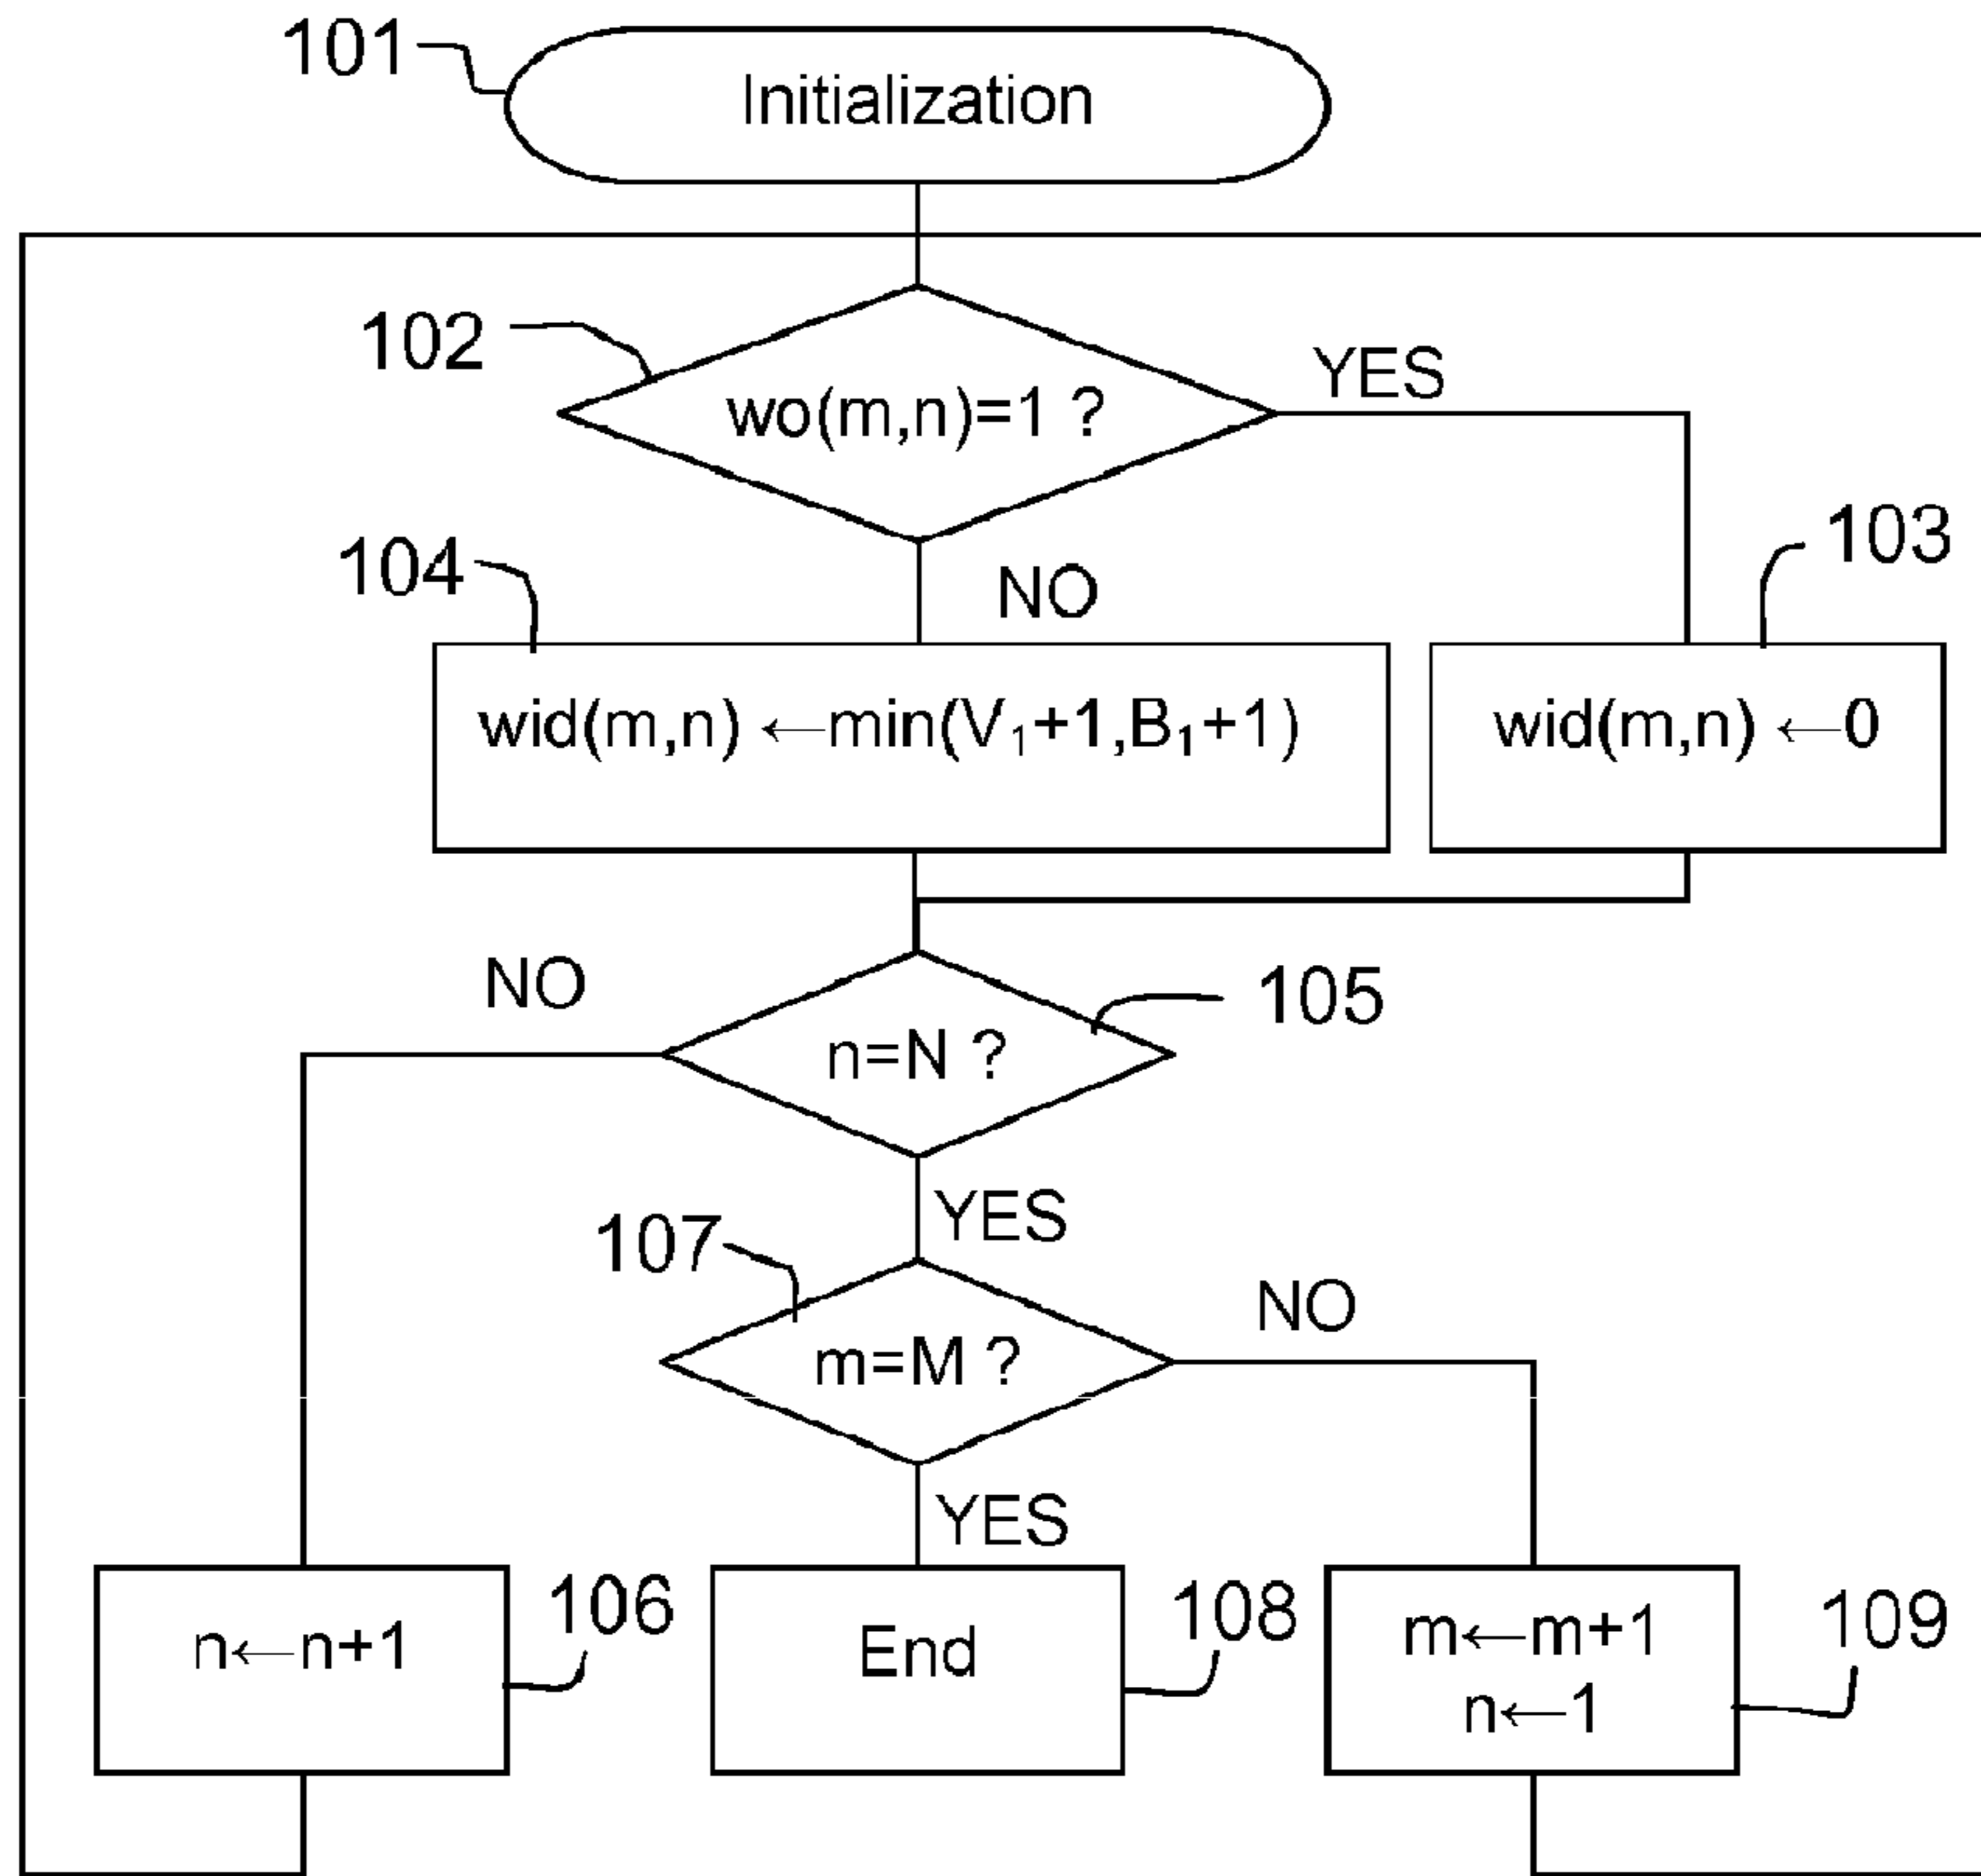 101
Initialization
102
wo(m,n)=1 ?
YES
104
NO
103
wid(m,n) ←min(V₁+1,B₁+1)
wid(m,n) ←0
NO
105
n=N ?
YES
107
NO
m=M ?
YES
n←n+1
106
End
108
m←m+1
n←1
109